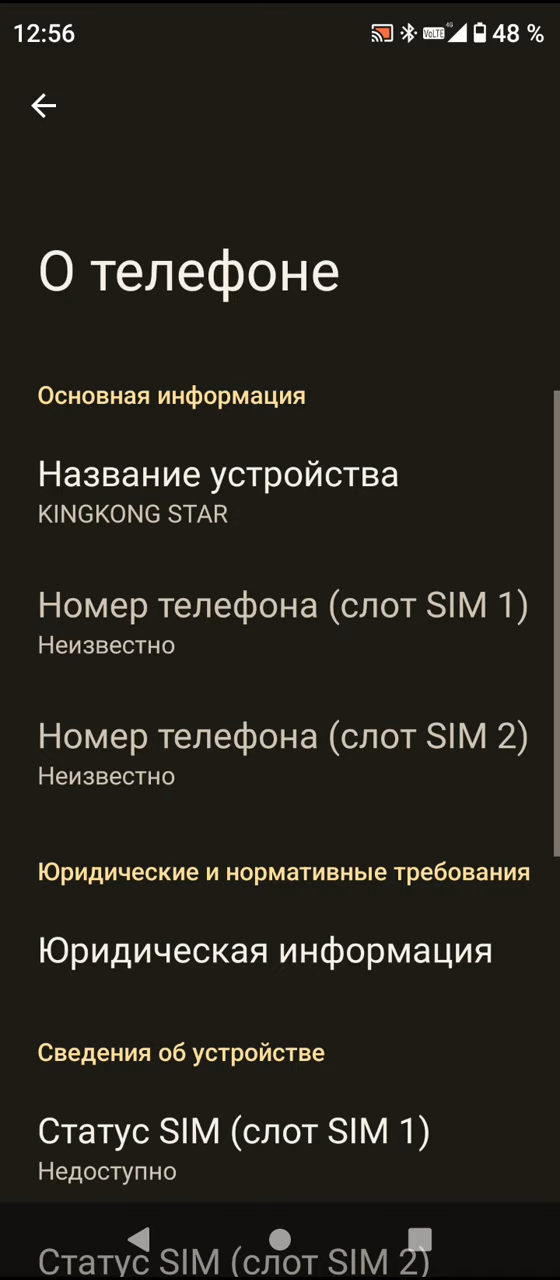 12:56
VoLTE 4G 48 %
О телефоне
Основная информация
Название устройства
KINGKONG STAR
Номер телефона (слот SIM 1)
Неизвестно
Номер телефона (слот SIM 2)
Неизвестно
Юридические и нормативные требования
Юридическая информация
Сведения об устройстве
Статус SIM (слот SIM 1)
Недоступно
Статус SIM (слот SIM 2)